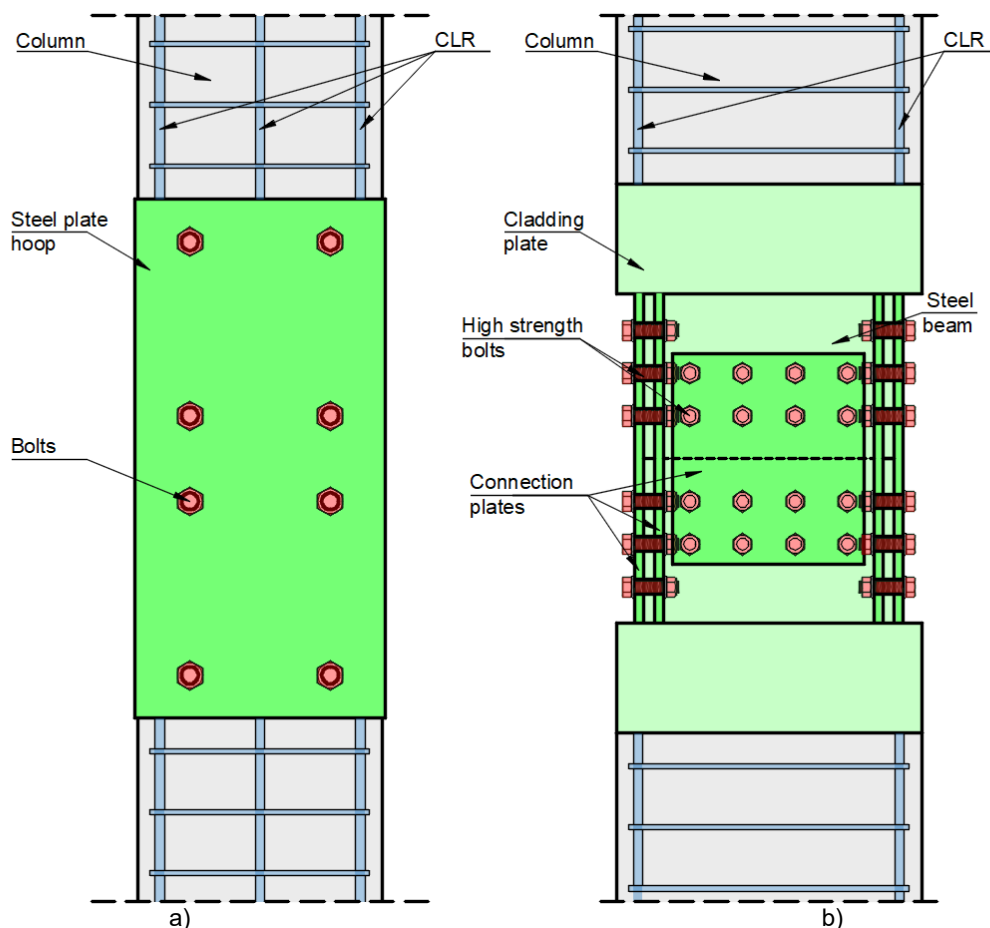 Column
CLR
Steel plate
hoop
Bolts
a)
Column
CLR
Cladding
plate
Steel
beam
High strength
bolts
Connection
plates
b)